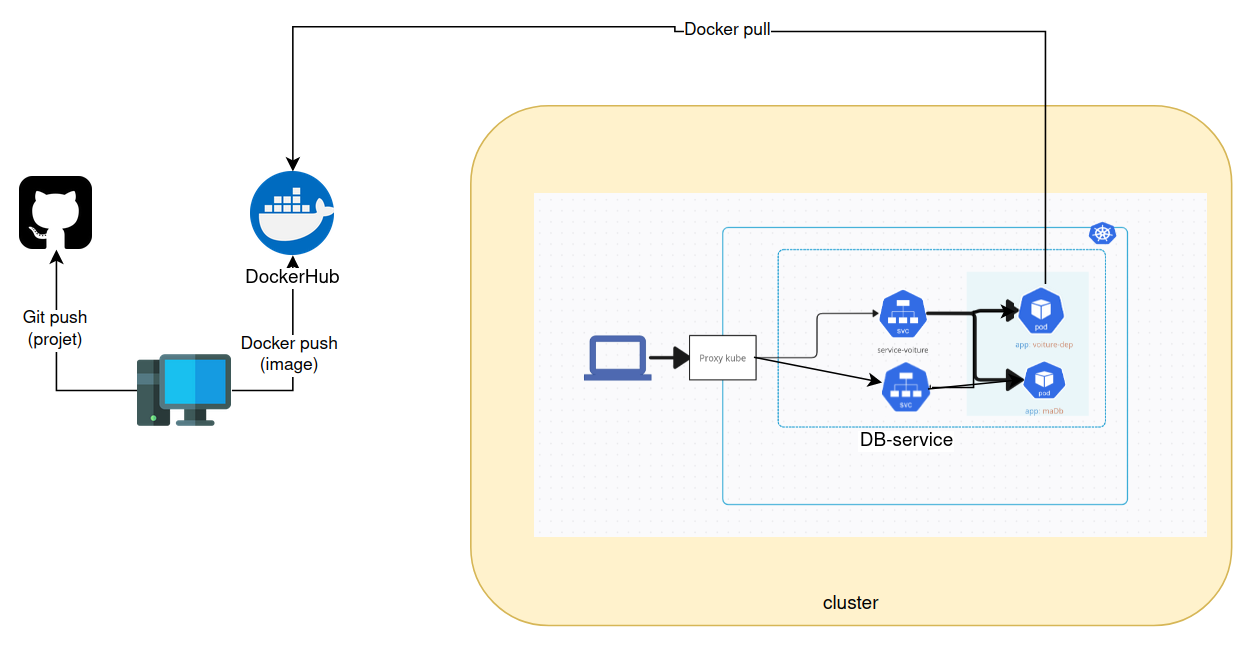 Docker pull
DockerHub
Git push
(projet)
Docker push
(image)
Proxy kube
svc
service-voiture
svc
DB-service
pod
app: voiture-dep
pod
app: maDb
cluster